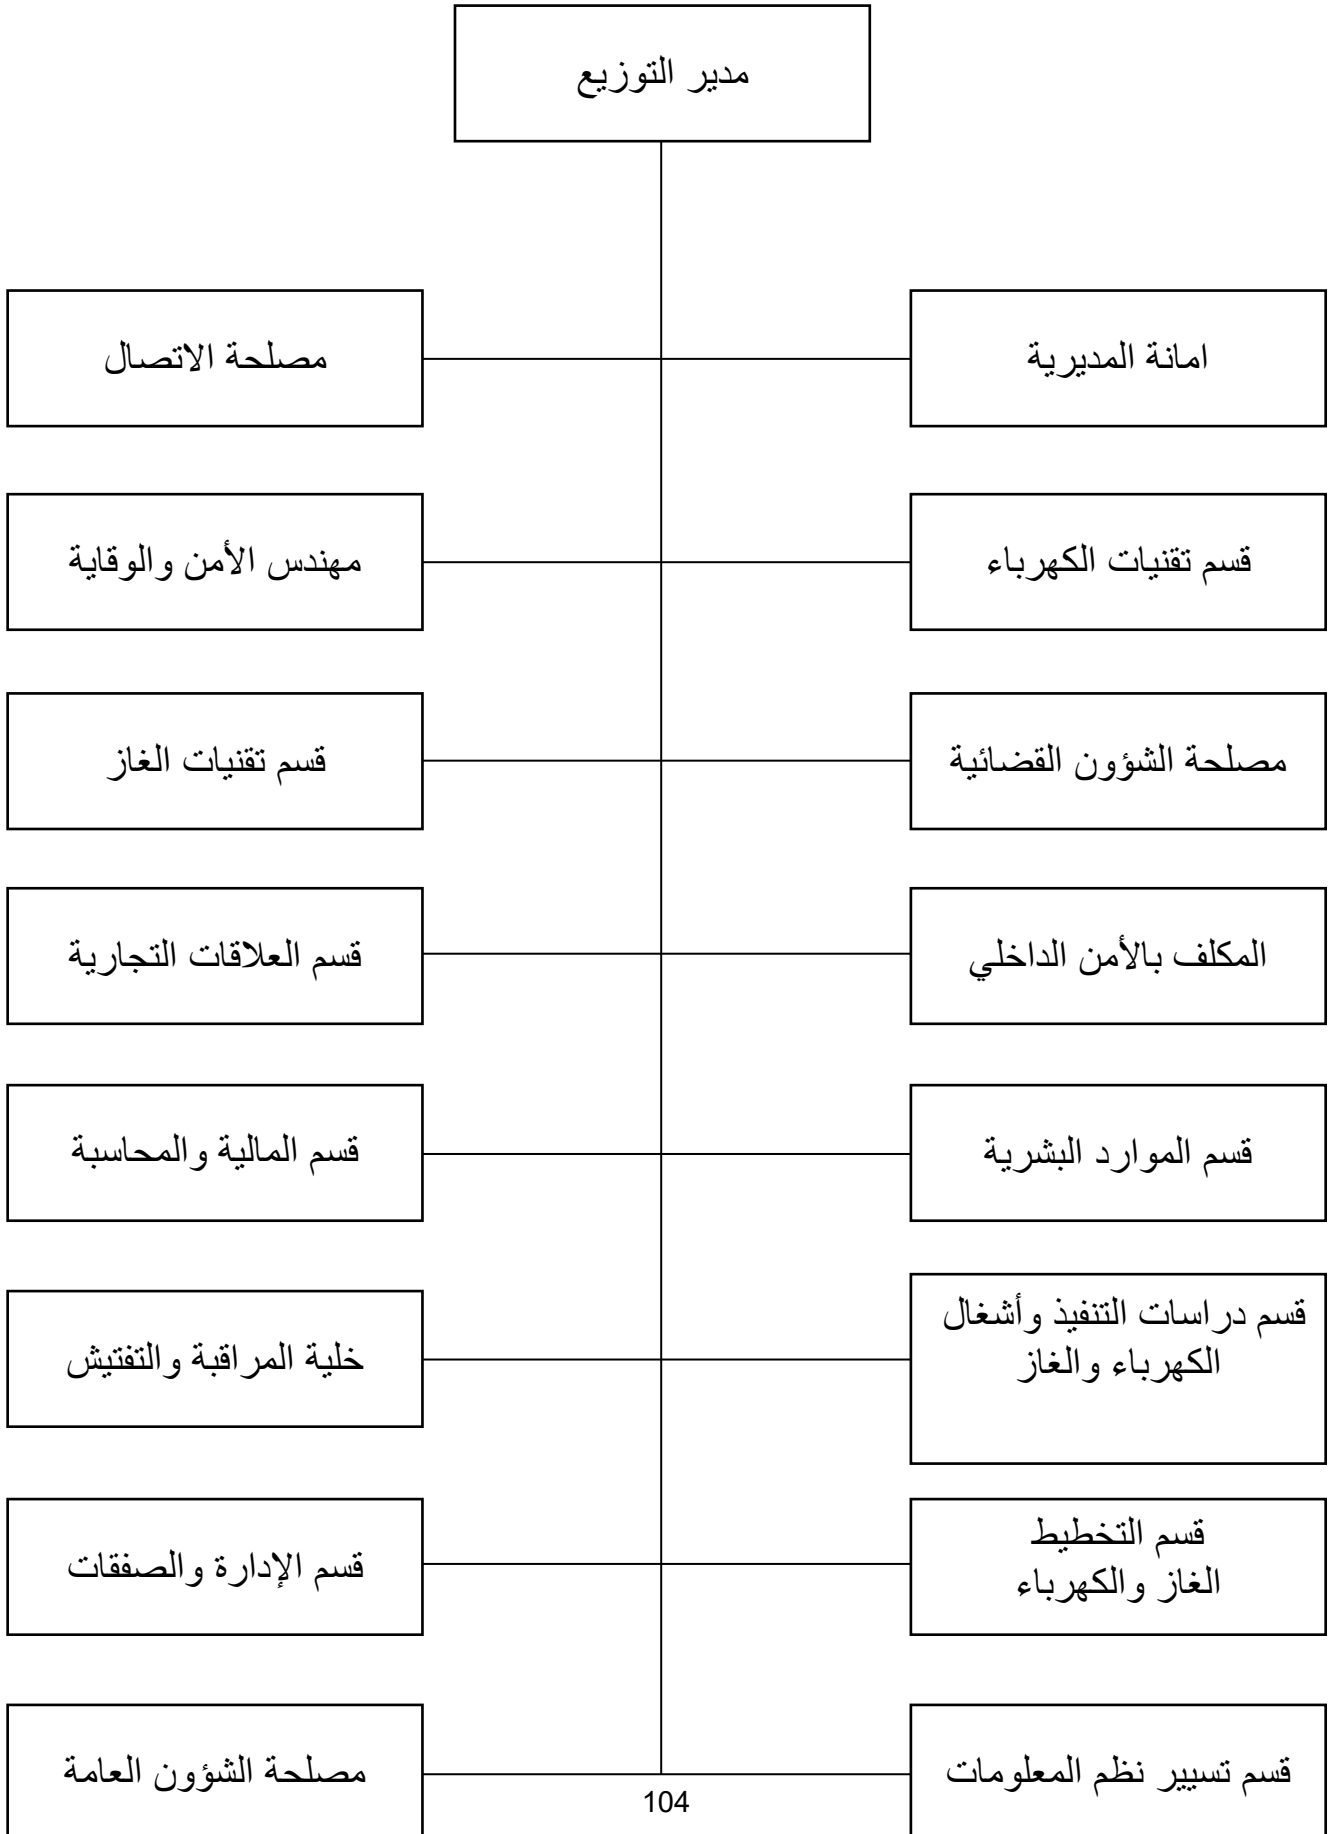 مدير التوزيع
امانة المديرية
مصلحة الاتصال
قسم تقنيات الكهرباء
مهندس الأمن والوقاية
مصلحة الشؤون القضائية
قسم تقنيات الغاز
المكلف بالأمن الداخلي
قسم العلاقات التجارية
قسم الموارد البشرية
قسم المالية والمحاسبة
قسم دراسات التنفيذ وأشغال
الكهرباء والغاز
خلية المراقبة والتفتيش
قسم التخطيط
الغاز والكهرباء
قسم الإدارة والصفقات
قسم تسيير نظم المعلومات
مصلحة الشؤون العامة
104